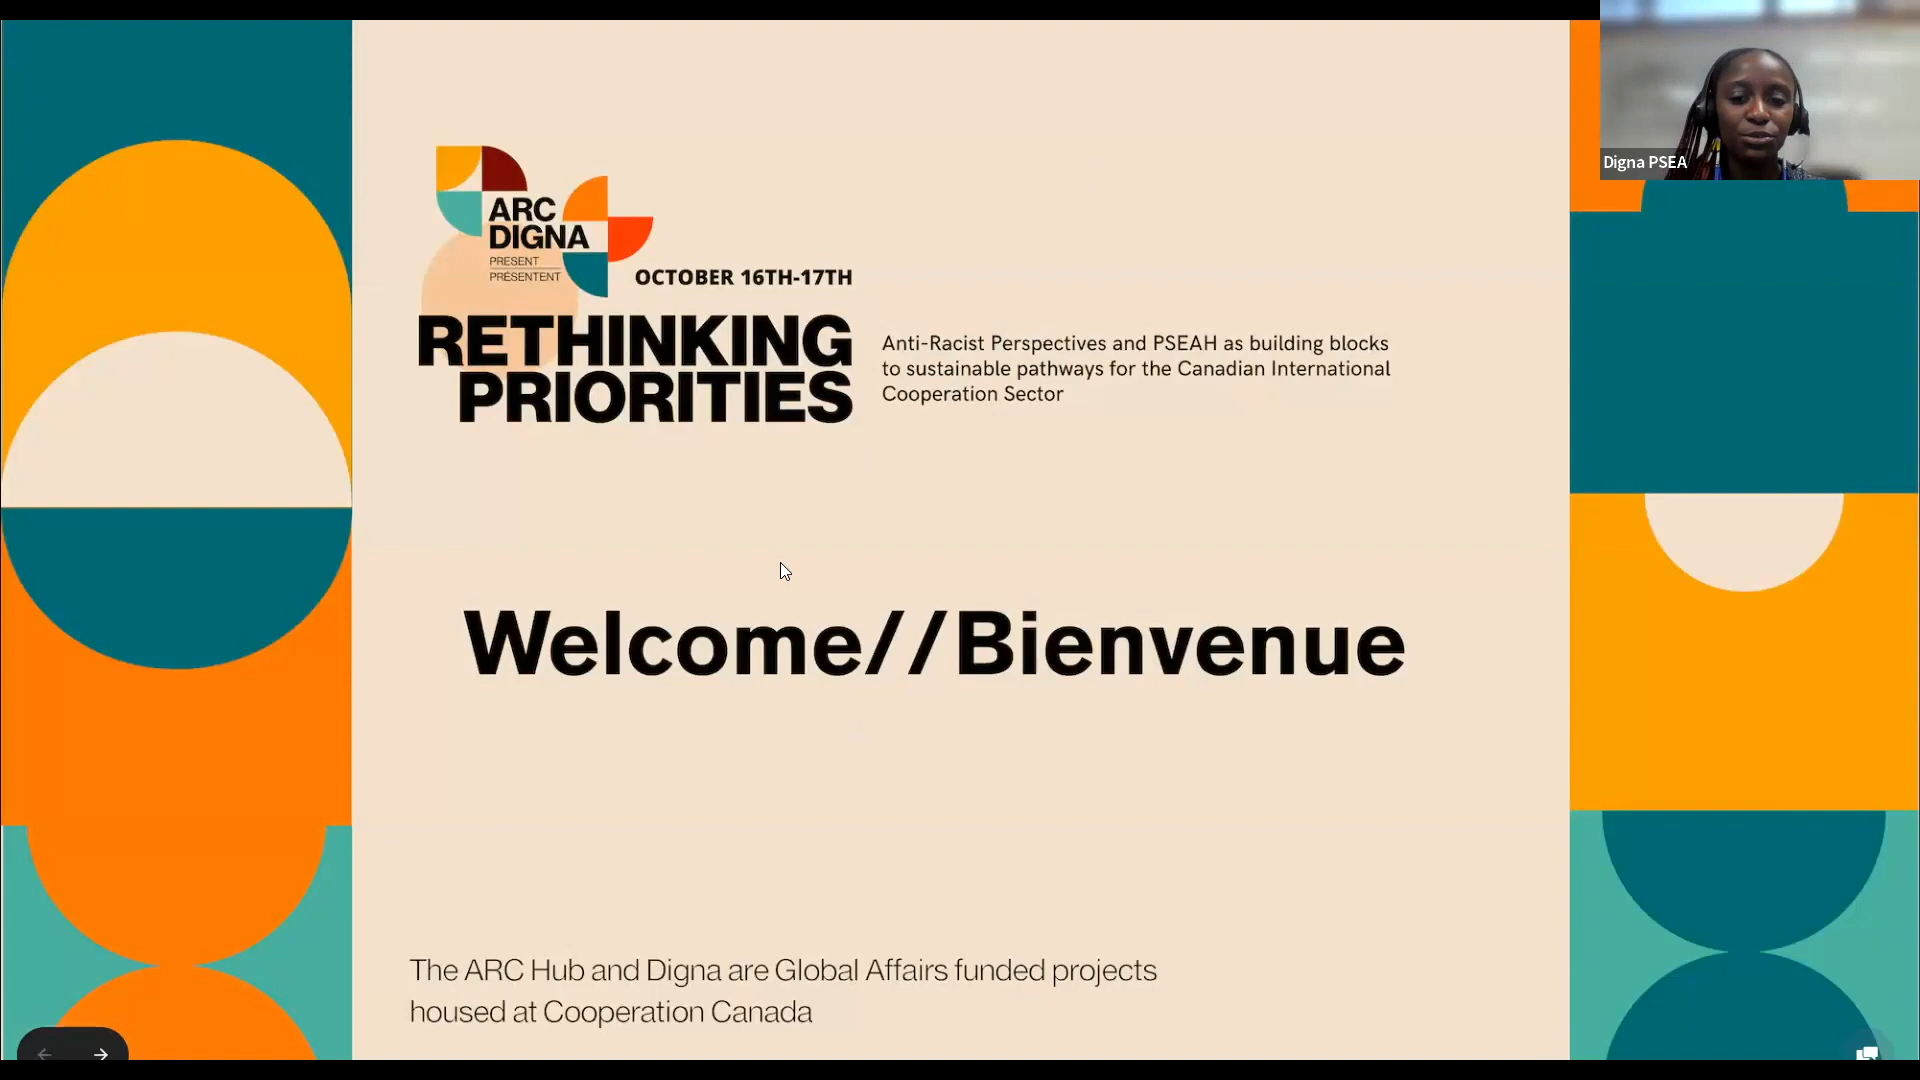 Digna PSEA
ARC
DIGNA
PRESENT
PRÉSENTENT
OCTOBER 16TH-17TH
RETHINKING
PRIORITIES
Anti-Racist Perspectives and PSEAH as building blocks
to sustainable pathways for the Canadian International
Cooperation Sector
Welcome//Bienvenue
The ARC Hub and Digna are Global Affairs funded projects
housed at Cooperation Canada